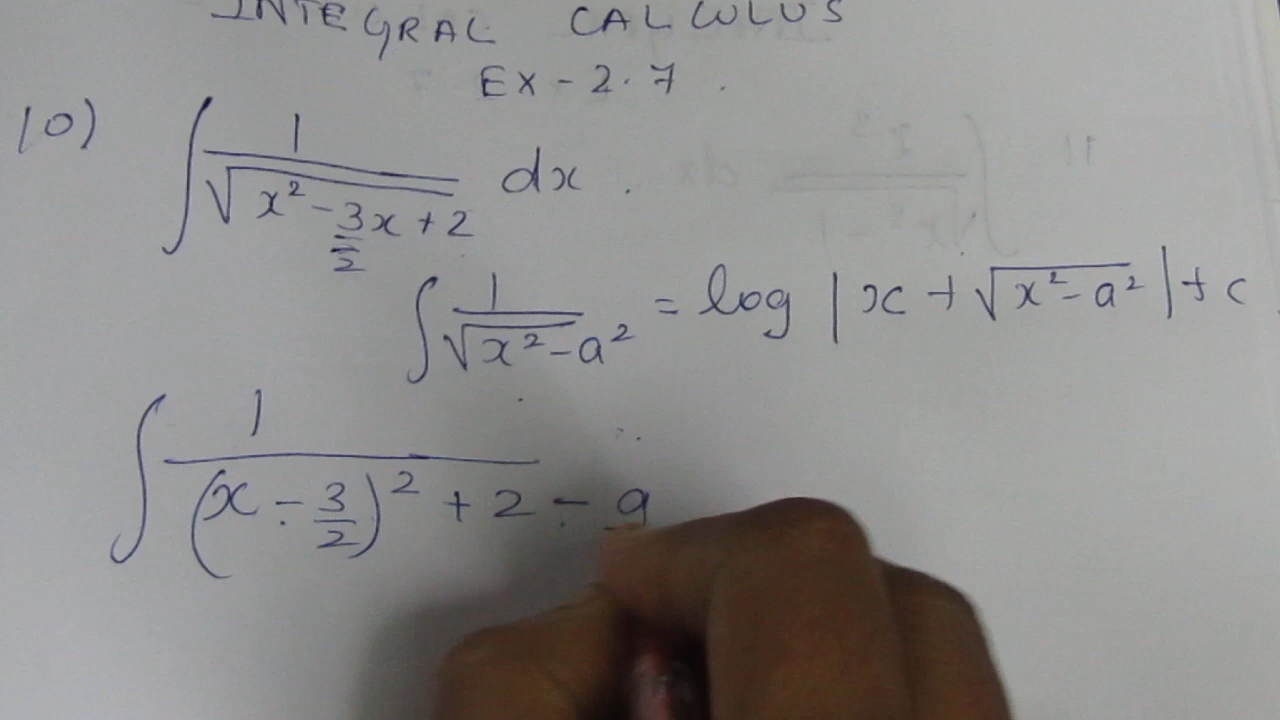 INTEGRAL CALCULUS
EX - 2.7.
10) ∫ 1/√(x² - 3x + 2) dx.
3/2
∫ 1/√(x² - a²) = log |x + √(x² - a²)| + c.
∫ 1/(x - 3/2)² + 2 - 9